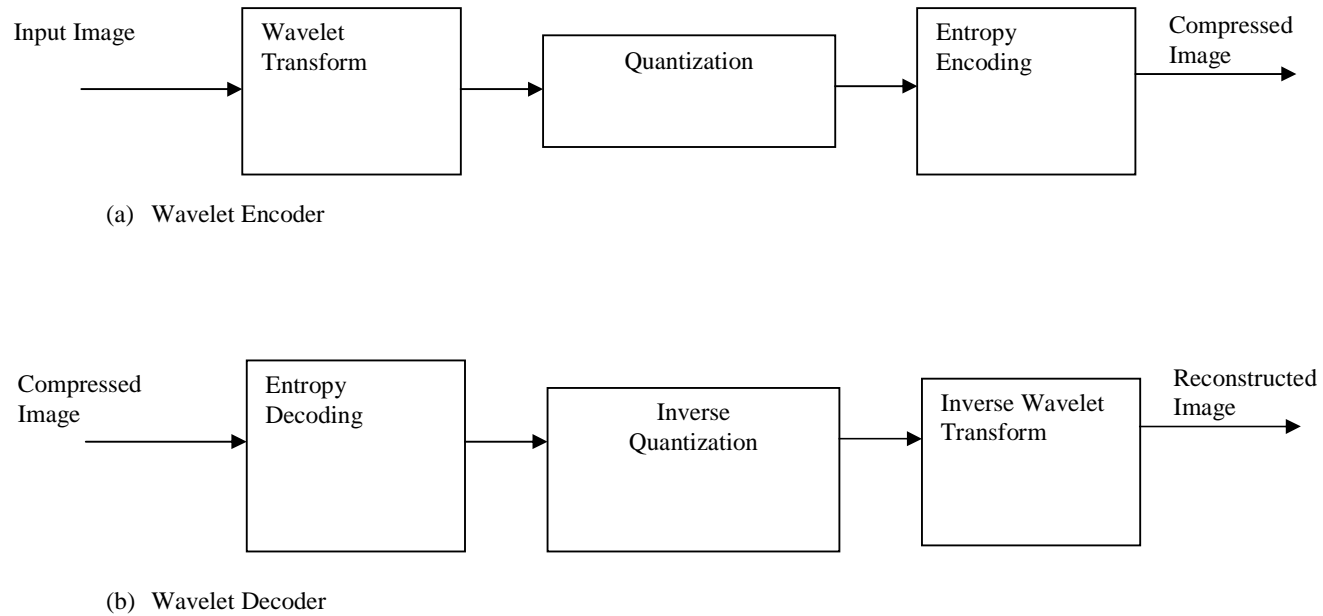 Input Image
Wavelet
Transform
Quantization
Entropy
Encoding
Compressed
Image
(a) Wavelet Encoder
Compressed
Image
Entropy
Decoding
Inverse
Quantization
Inverse Wavelet
Transform
Reconstructed
Image
(b) Wavelet Decoder